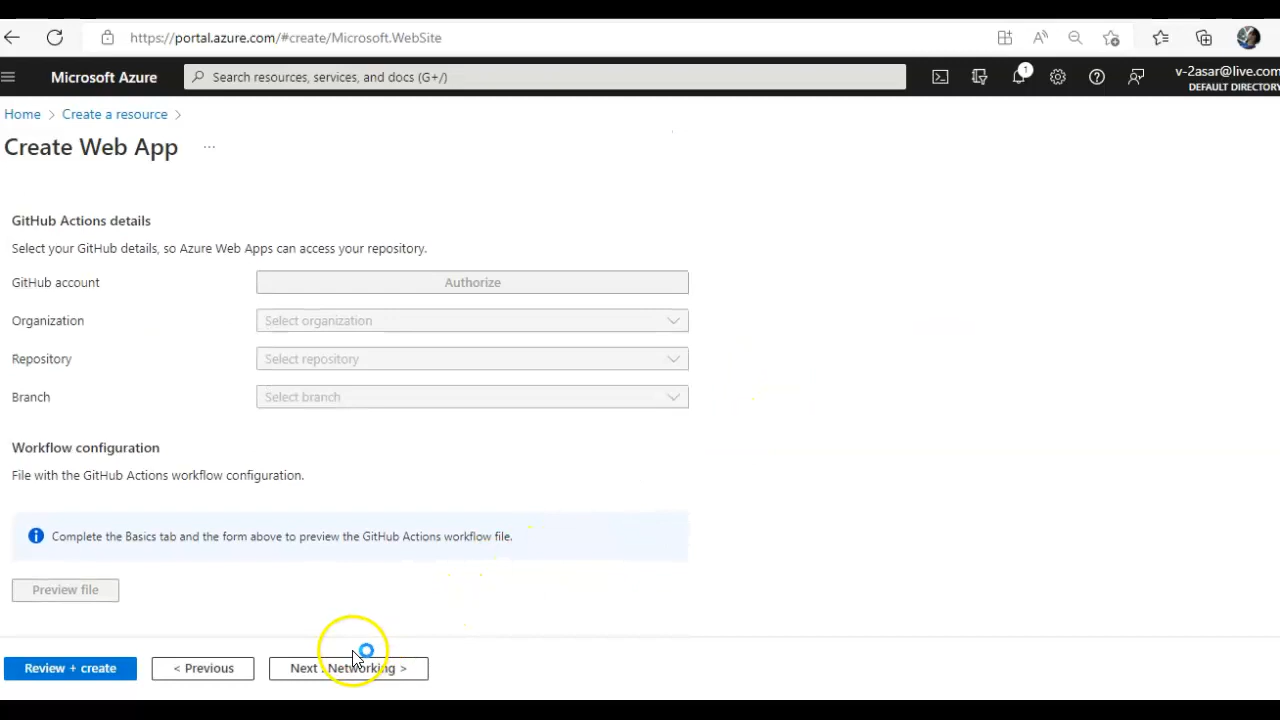 https://portal.azure.com/#create/Microsoft.WebSite
Microsoft Azure
Search resources, services, and docs (G+/)
1
v-2asar@live.com
DEFAULT DIRECTORY
Home > Create a resource >
Create Web App ...
GitHub Actions details
Select your GitHub details, so Azure Web Apps can access your repository.
GitHub account Authorize
Organization Select organization
Repository Select repository
Branch Select branch
Workflow configuration
File with the GitHub Actions workflow configuration.
Complete the Basics tab and the form above to preview the GitHub Actions workflow file.
Preview file
Review + create < Previous Next : Networking >